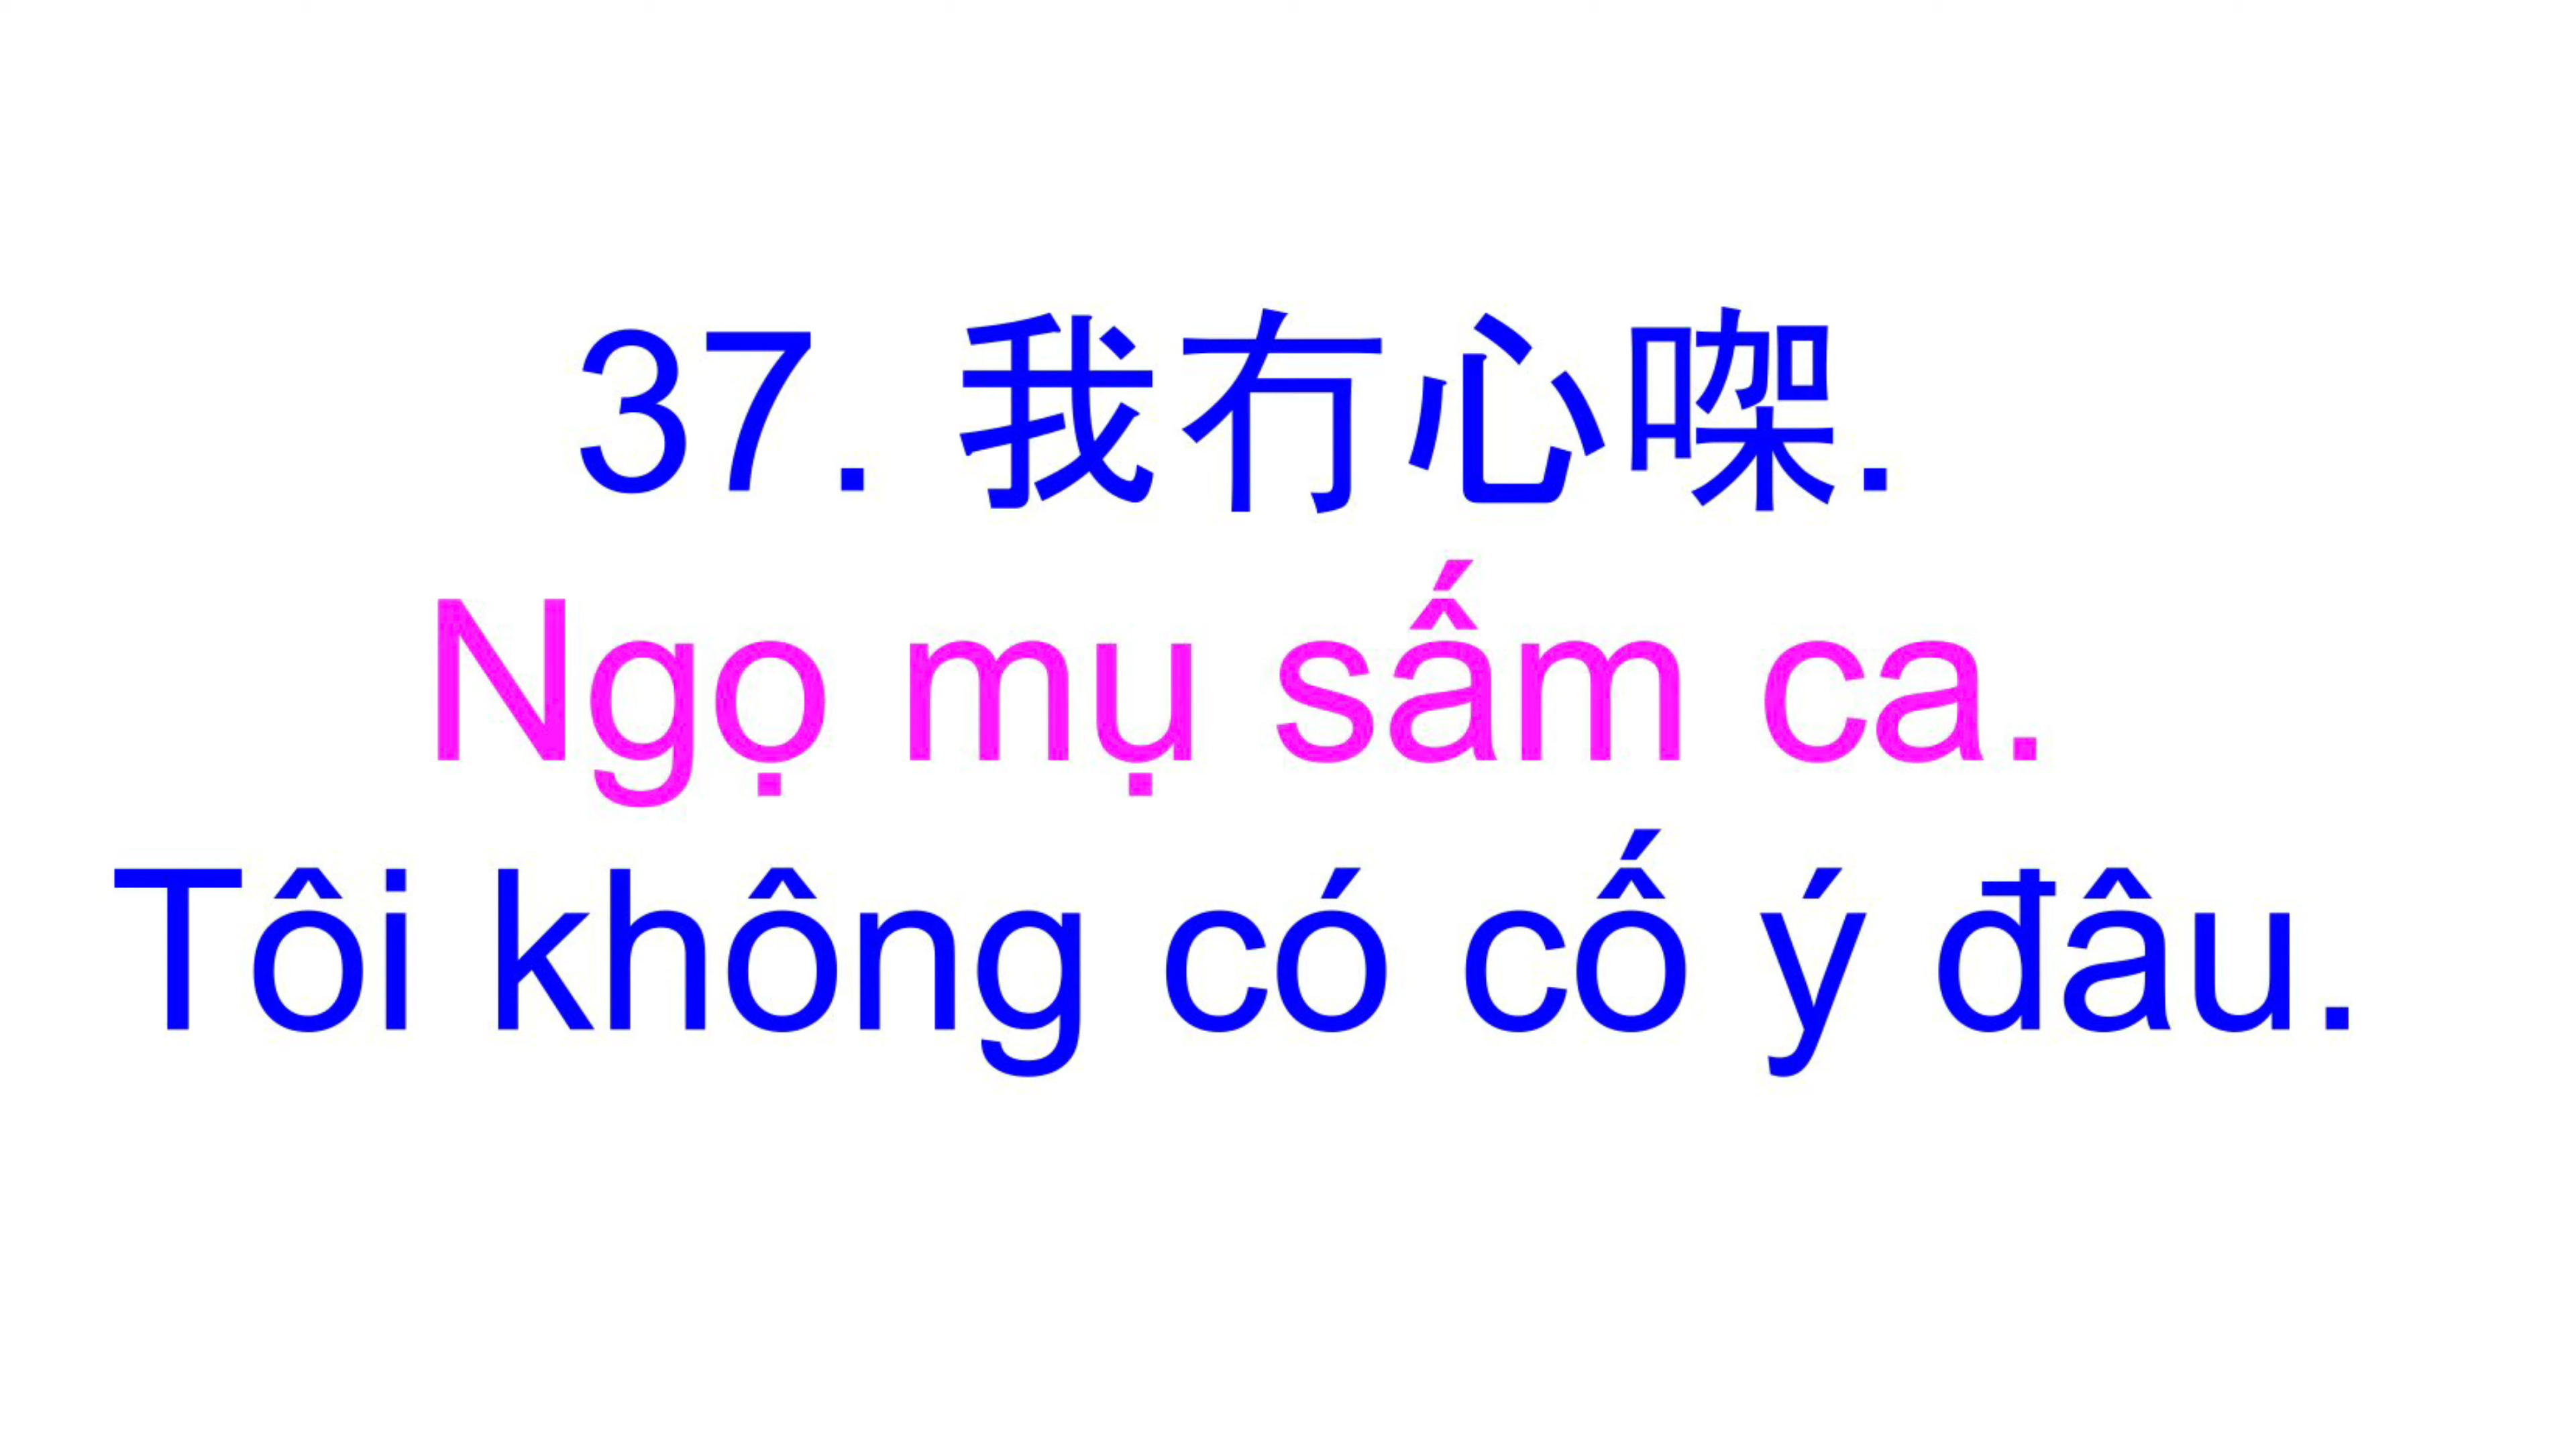 37. 我冇心㗎.
Ngọ mụ sấm ca.
Tôi không có cố ý đâu.